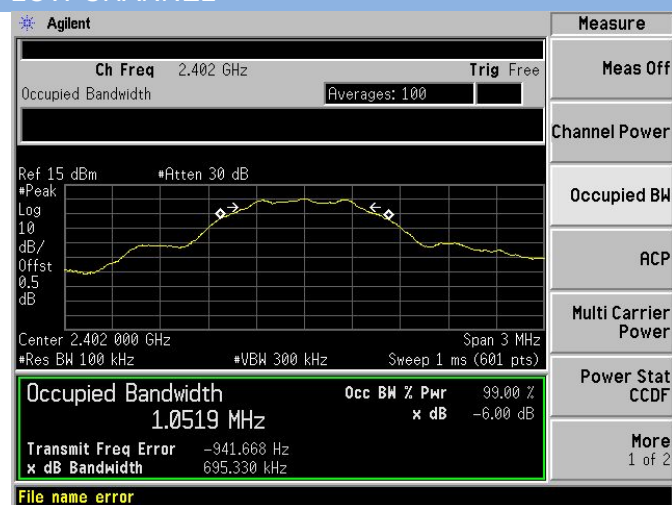 Agilent
Measure
Ch Freq 2.402 GHz Trig Free
Occupied Bandwidth Averages: 100
Ref 15 dBm #Atten 30 dB
#Peak
Log
10
dB/
Offst
0.5
dB
Center 2.402 000 GHz Span 3 MHz
#Res BW 100 kHz #VBW 300 kHz Sweep 1 ms (601 pts)
Occupied Bandwidth Occ BW % Pwr 99.00 %
1.0519 MHz x dB -6.00 dB
Transmit Freq Error -941.668 Hz
x dB Bandwidth 695.330 kHz
File name error
Meas Off
Channel Power
Occupied BW
ACP
Multi Carrier
Power
Power Stat
CCDF
More
1 of 2